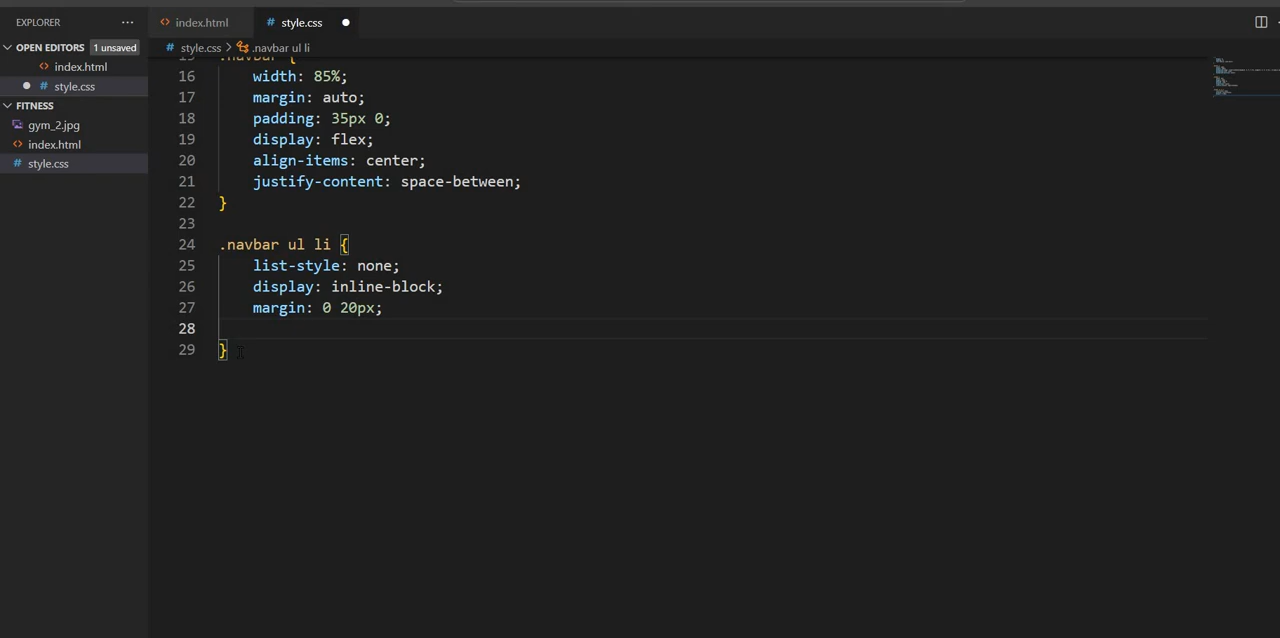 EXPLORER ...
index.html
# style.css
OPEN EDITORS 1 unsaved
index.html
# style.css
FITNESS
gym_2.jpg
index.html
# style.css
# style.css > .navbar ul li
15 .navbar {
16 width: 85%;
17 margin: auto;
18 padding: 35px 0;
19 display: flex;
20 align-items: center;
21 justify-content: space-between;
22 }
23
24 .navbar ul li {
25 list-style: none;
26 display: inline-block;
27 margin: 0 20px;
28
29 }